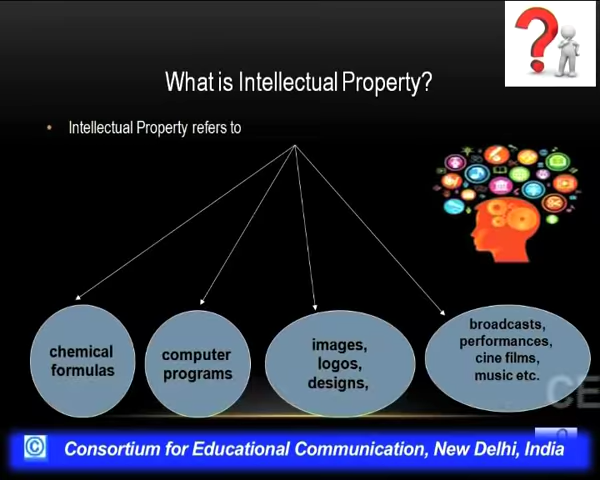 What is Intellectual Property?
• Intellectual Property refers to
chemical
formulas
computer
programs
images,
logos,
designs,
broadcasts,
performances,
cine films,
music etc.
CE
© Consortium for Educational Communication, New Delhi, India